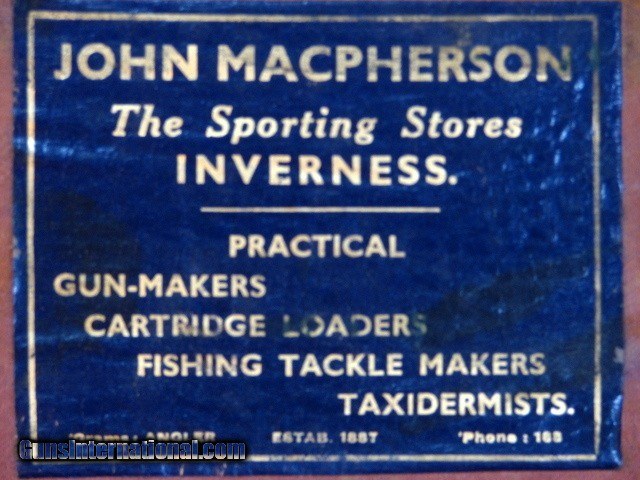 JOHN MACPHERSON
The Sporting Stores
INVERNESS.
PRACTICAL
GUN-MAKERS
CARTRIDGE LOADERS
FISHING TACKLE MAKERS
TAXIDERMISTS.
ESTAB. 1887 'Phone: 188
GunsInternational.com